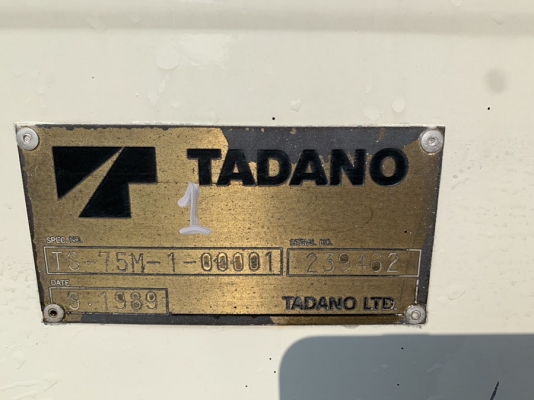 TADANO
1
SPEC. NO.
SERIAL NO.
TS-75M-1-00001
DATE
3.1989
TADANO LTD.